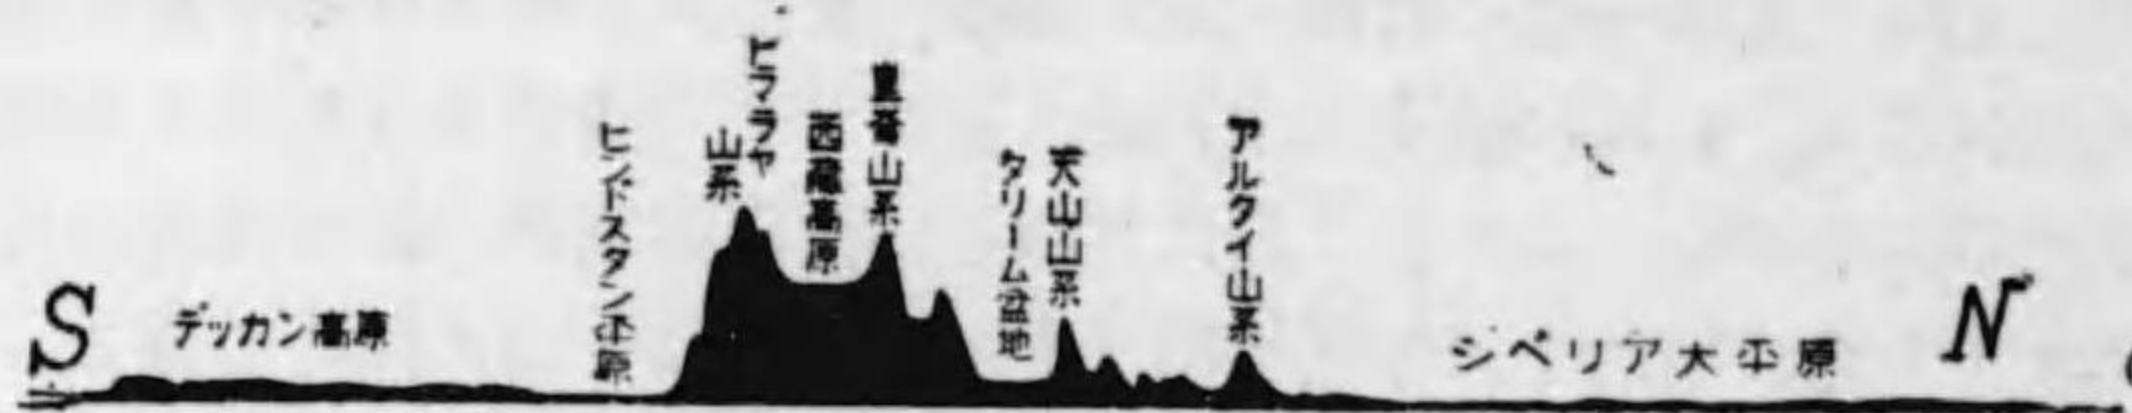 S
デッカン高原
ヒンドスタン平原
ヒマラヤ
山系
西蔵高原
崑崙山系
タリーム盆地
天山山系
アルタイ山系
シベリア大平原
N